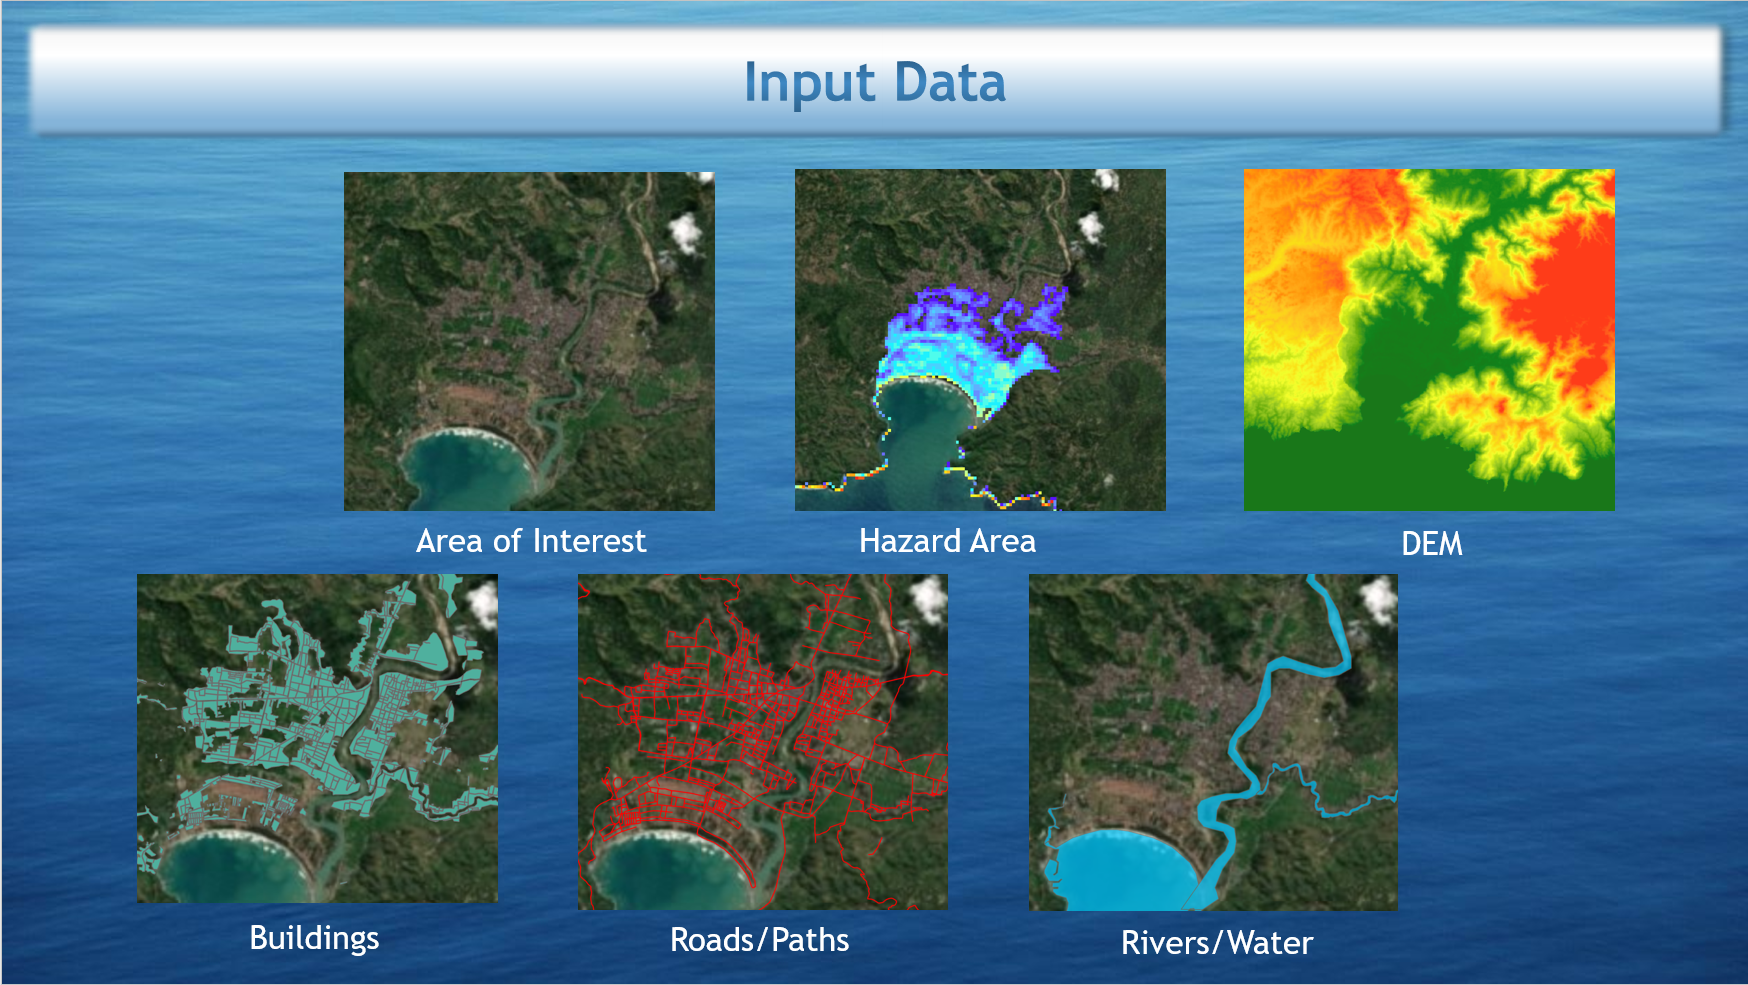 Input Data
Area of Interest
Hazard Area
DEM
Buildings
Roads/Paths
Rivers/Water